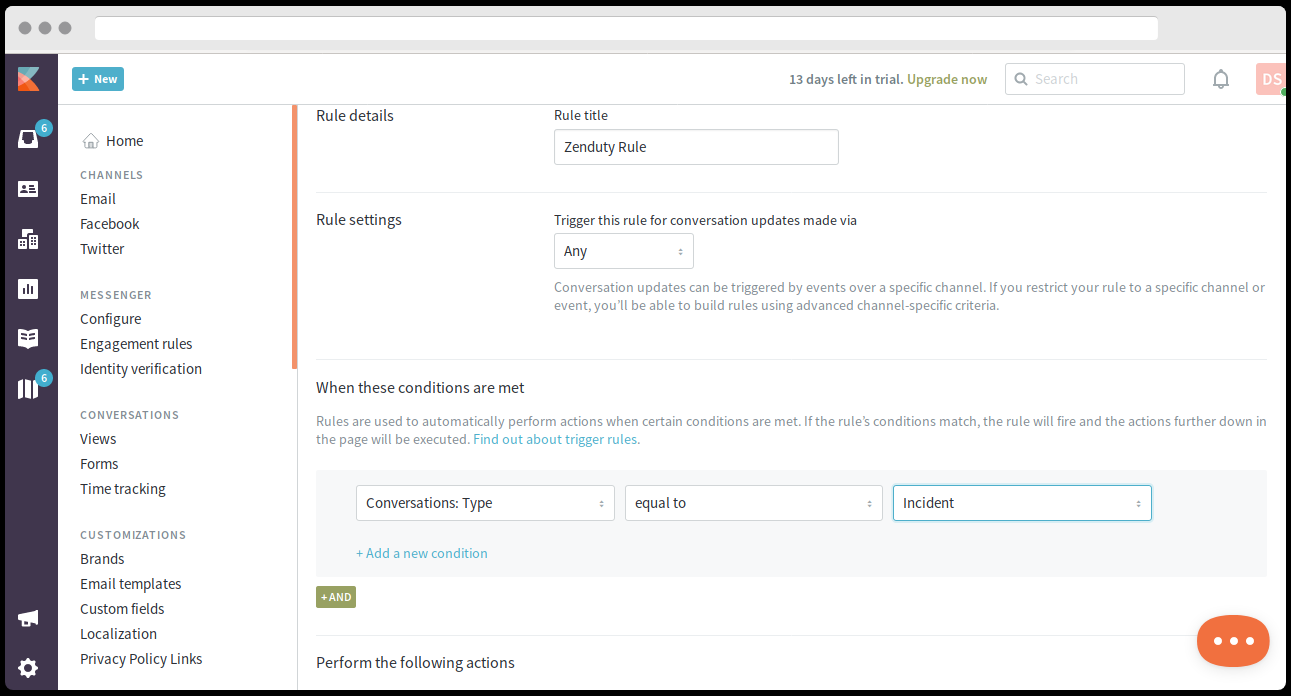 + New
13 days left in trial. Upgrade now
Search
DS
6
6
Home
CHANNELS
Email
Facebook
Twitter
MESSENGER
Configure
Engagement rules
Identity verification
CONVERSATIONS
Views
Forms
Time tracking
CUSTOMIZATIONS
Brands
Email templates
Custom fields
Localization
Privacy Policy Links
Rule details
Rule title
Zenduty Rule
Rule settings
Trigger this rule for conversation updates made via
Any
Conversation updates can be triggered by events over a specific channel. If you restrict your rule to a specific channel or
event, you’ll be able to build rules using advanced channel-specific criteria.
When these conditions are met
Rules are used to automatically perform actions when certain conditions are met. If the rule’s conditions match, the rule will fire and the actions further down in
the page will be executed. Find out about trigger rules.
Conversations: Type
equal to
Incident
+ Add a new condition
+ AND
Perform the following actions